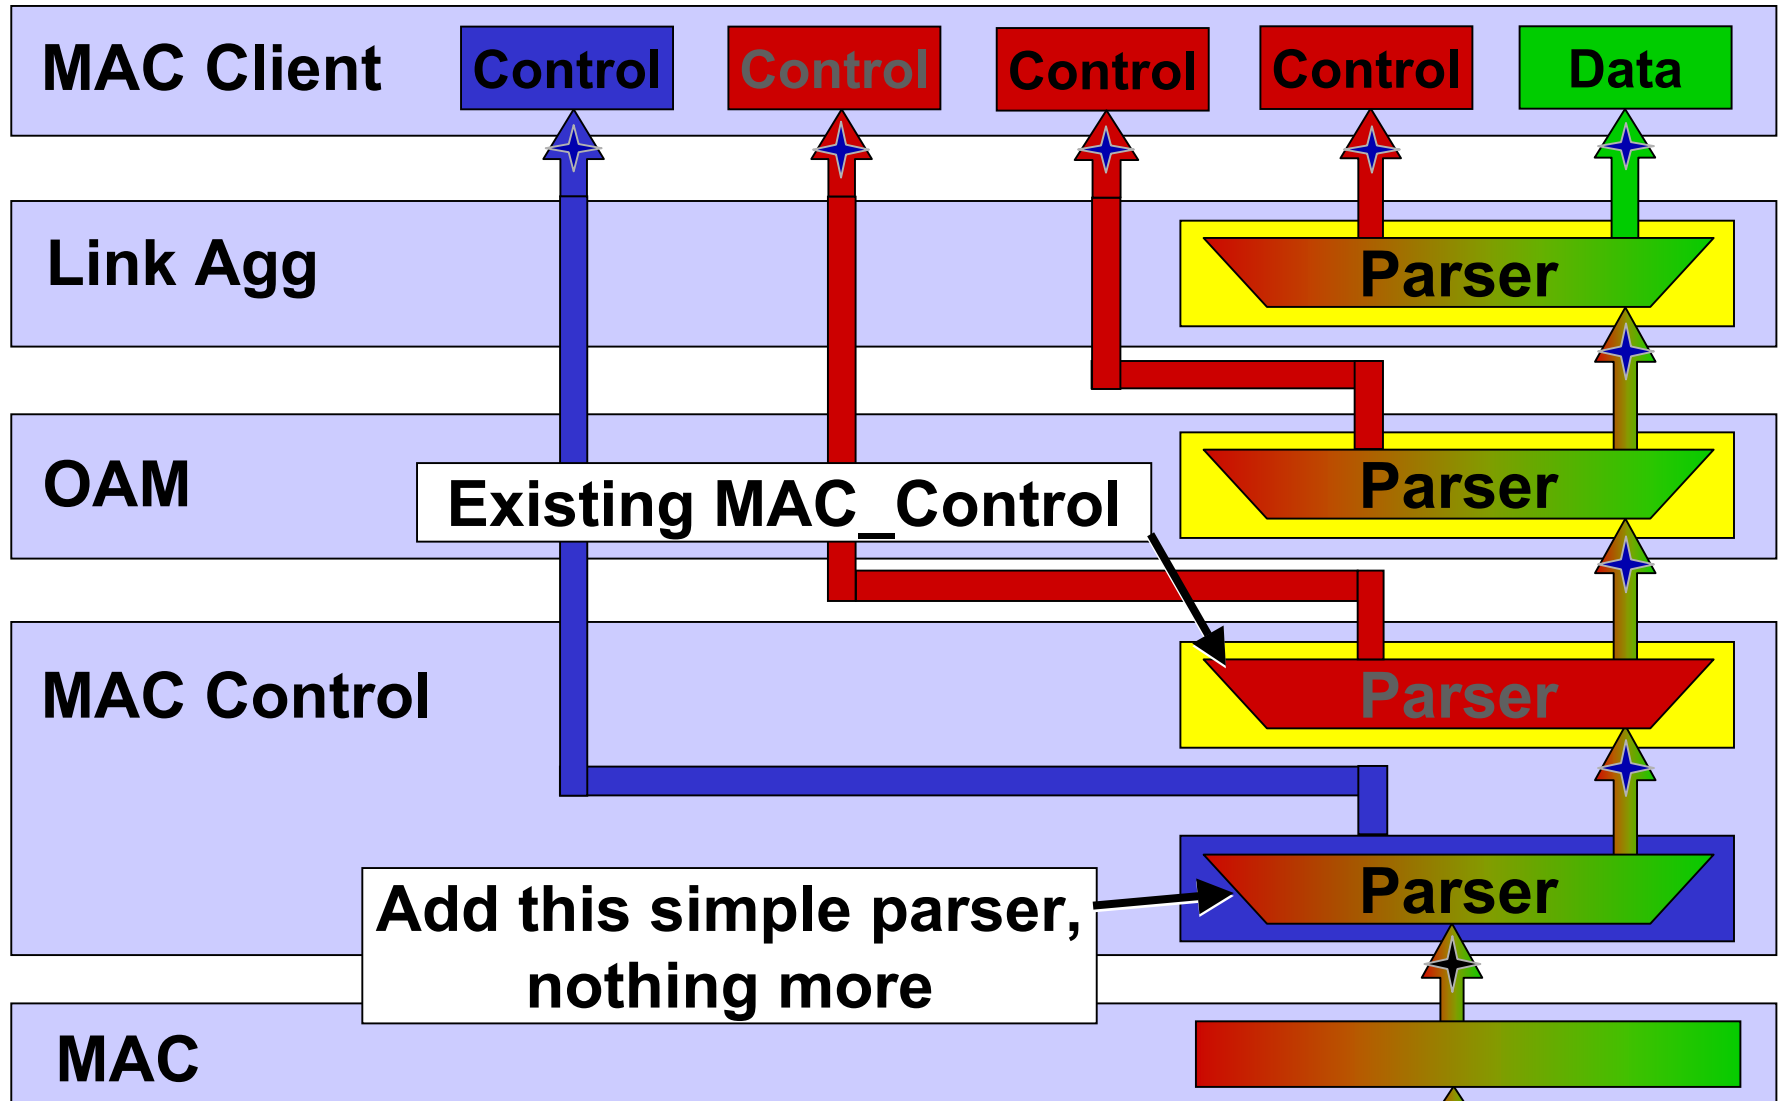 MAC Client
Control
Control
Control
Control
Data
Link Agg
Parser
OAM
Parser
Existing MAC_Control
MAC Control
Parser
Parser
Add this simple parser,
nothing more
MAC